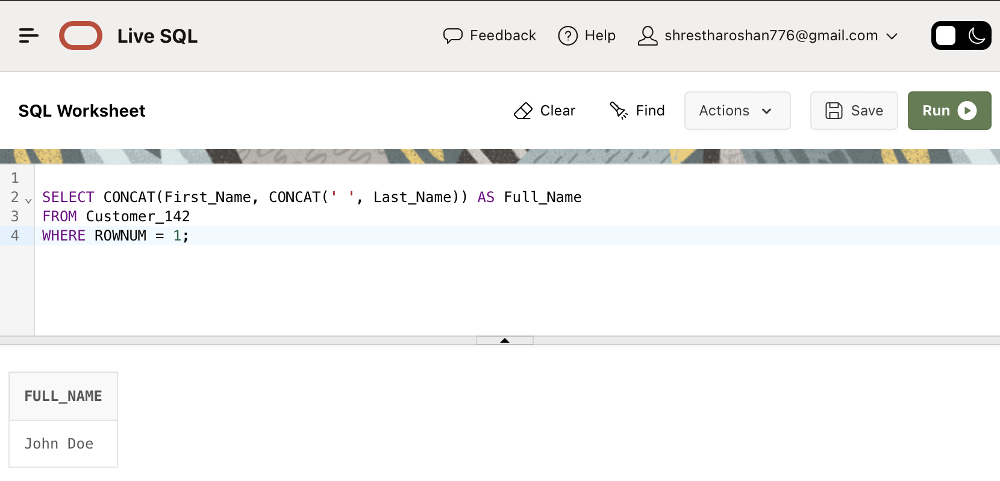 Live SQL Feedback Help shrestharoshan776@gmail.com
SQL Worksheet Clear Find Actions Save Run
1
2 SELECT CONCAT(First_Name, CONCAT(' ', Last_Name)) AS Full_Name
3 FROM Customer_142
4 WHERE ROWNUM = 1;
FULL_NAME
John Doe